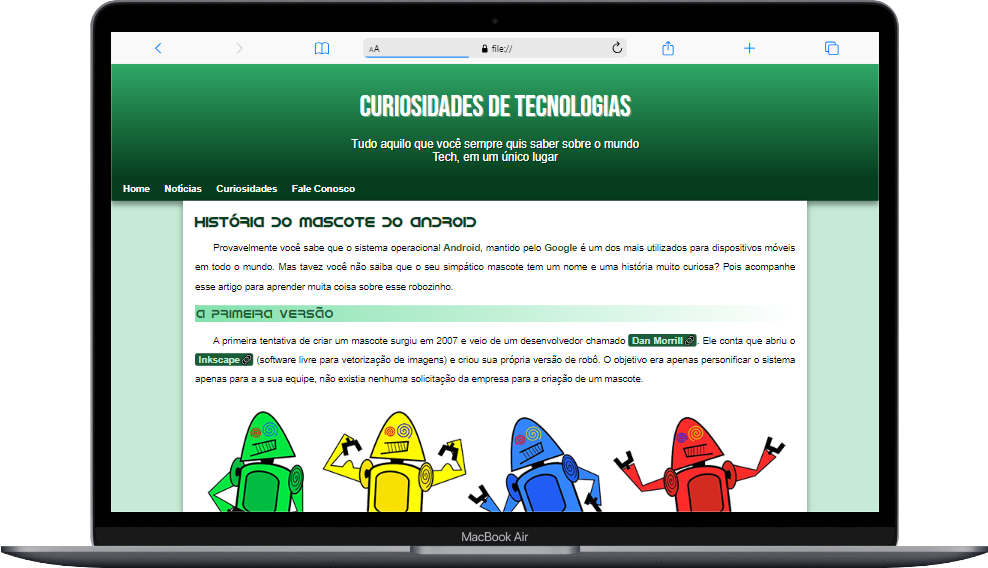 AA file://
CURIOSIDADES DE TECNOLOGIAS
Tudo aquilo que você sempre quis saber sobre o mundo
Tech, em um único lugar
Home Notícias Curiosidades Fale Conosco
HISTÓRIA DO MASCOTE DO ANDROID
Provavelmente você sabe que o sistema operacional Android, mantido pelo Google é um dos mais utilizados para dispositivos móveis
em todo o mundo. Mas tavez você não saiba que o seu simpático mascote tem um nome e uma história muito curiosa? Pois acompanhe
esse artigo para aprender muita coisa sobre esse robozinho.
A PRIMEIRA VERSÃO
A primeira tentativa de criar um mascote surgiu em 2007 e veio de um desenvolvedor chamado Dan Morrill. Ele conta que abriu o
Inkscape (software livre para vetorização de imagens) e criou sua própria versão de robô. O objetivo era apenas personificar o sistema
apenas para a a sua equipe, não existia nenhuma solicitação da empresa para a criação de um mascote.
MacBook Air